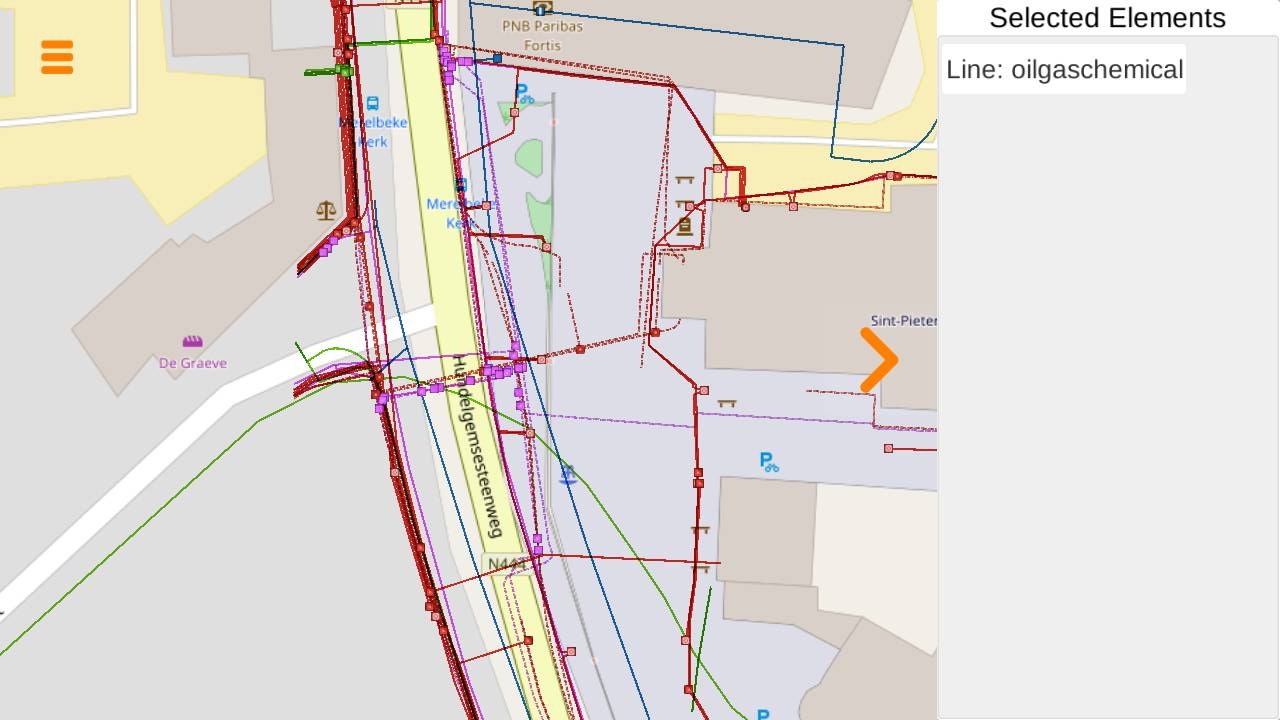 PNB Paribas
Fortis
Merelbeke
Kerk
Merelbeke
Kerk
De Graeve
Hundelgemsesteenweg
N444
Sint-Pieter
Selected Elements
Line: oilgaschemical